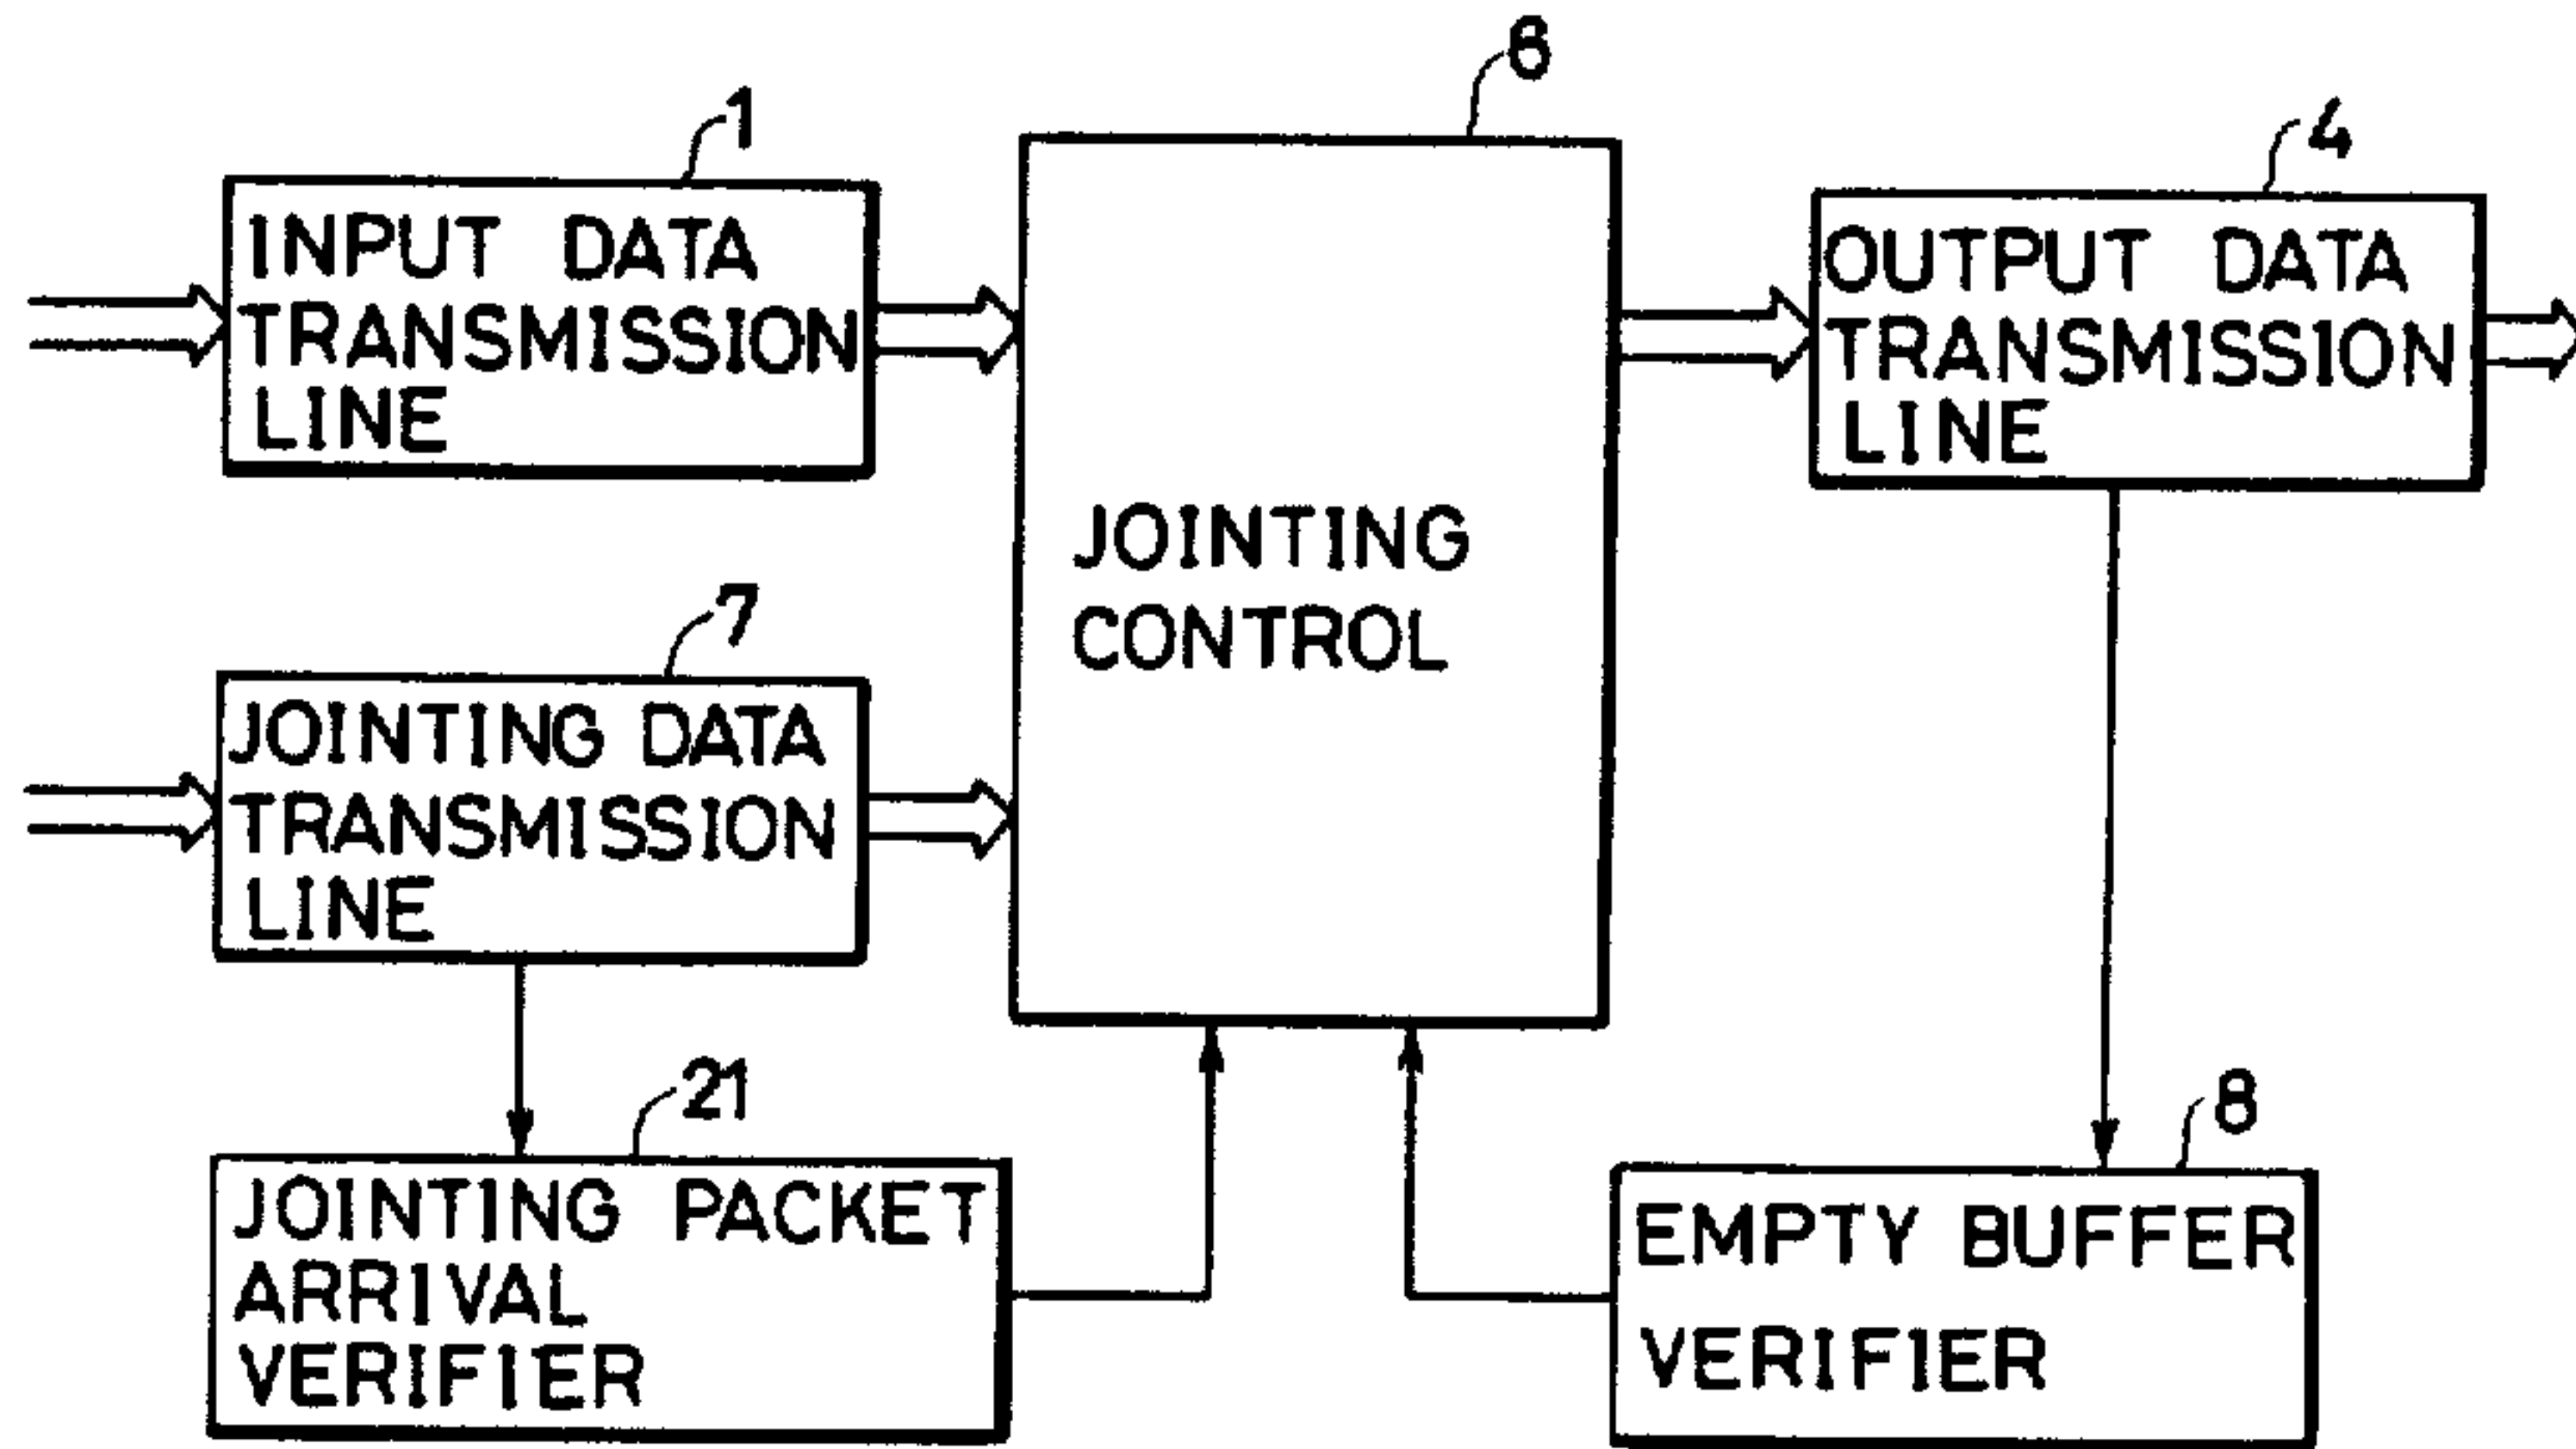 6
1
4
INPUT DATA
TRANSMISSION
LINE
OUTPUT DATA
TRANSMISSION
LINE
JOINTING
CONTROL
7
JOINTING DATA
TRANSMISSION
LINE
21
8
JOINTING PACKET
ARRIVAL
VERIFIER
EMPTY BUFFER
VERIFIER